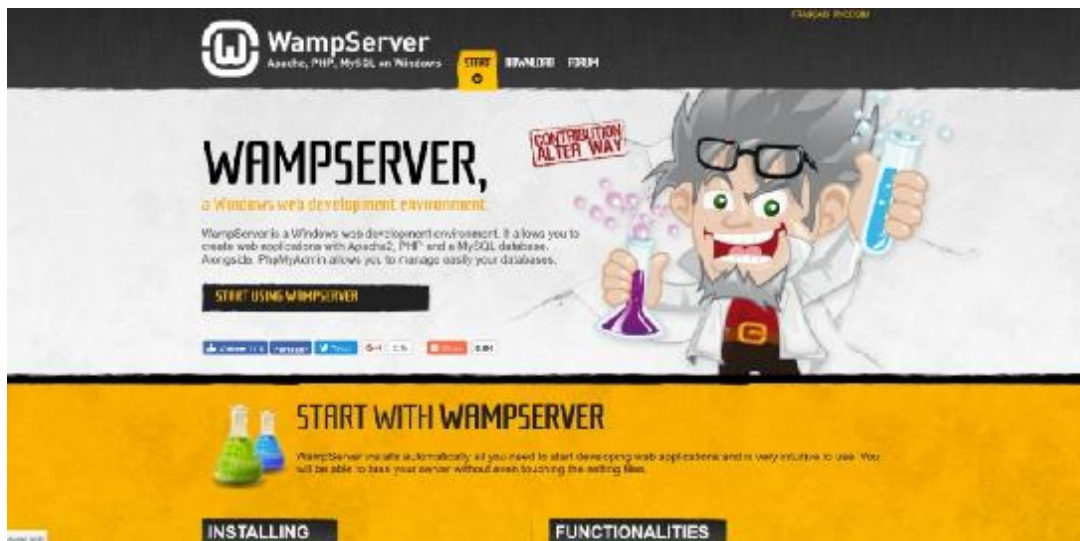 FRANÇAIS
WampServer
Apache, PHP, MySQL on Windows
START DOWNLOAD FORUM
CONTRIBUTION
ALTER WAY
WAMPSERVER,
a Windows web development environment.
WampServer is a Windows web development environment. It allows you to
create web applications with Apache2, PHP and a MySQL database.
Alongside, PhpMyAdmin allows you to manage easily your databases.
START USING WAMPSERVER
START WITH WAMPSERVER
WampServer installs automatically all you need to start developing web applications and is very intuitive to use. You
will be able to tune your server without even touching the setting files.
INSTALLING
FUNCTIONALITIES